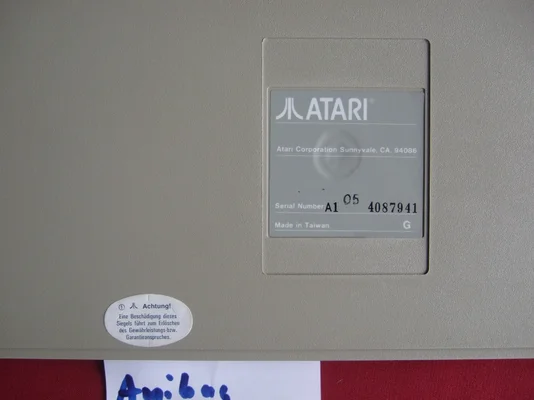 ATARI
Atari Corporation Sunnyvale, CA. 94086
Serial Number A1 05 4087941
Made in Taiwan G
Achtung!
Eine Beschädigung dieses
Siegels führt zum Erlöschen
des Gewährleistungs bzw.
Garantieanspruches.